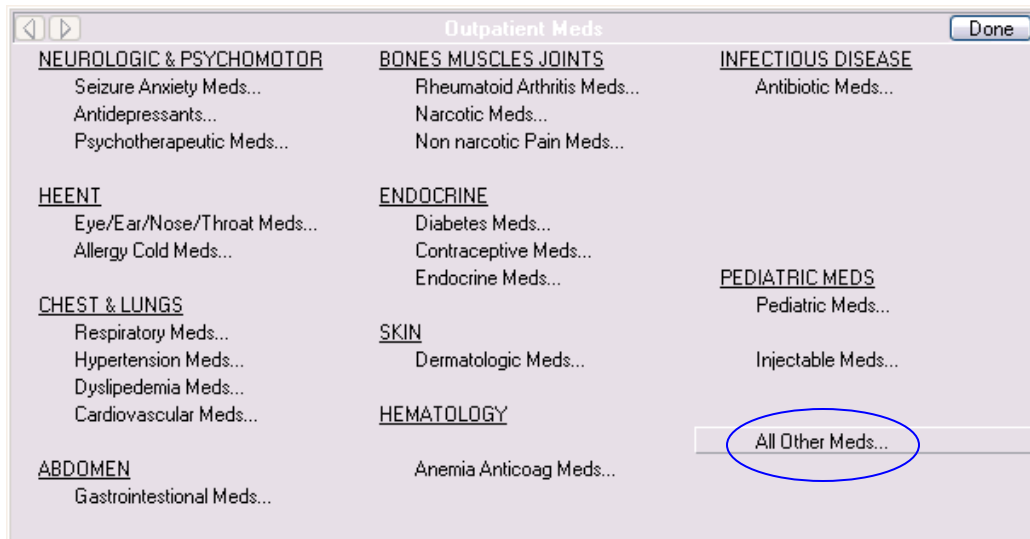 Outpatient Meds
Done
NEUROLOGIC & PSYCHOMOTOR
Seizure Anxiety Meds...
Antidepressants...
Psychotherapeutic Meds...
HEENT
Eye/Ear/Nose/Throat Meds...
Allergy Cold Meds...
CHEST & LUNGS
Respiratory Meds...
Hypertension Meds...
Dyslipedemia Meds...
Cardiovascular Meds...
ABDOMEN
Gastrointestional Meds...
BONES MUSCLES JOINTS
Rheumatoid Arthritis Meds...
Narcotic Meds...
Non narcotic Pain Meds...
ENDOCRINE
Diabetes Meds...
Contraceptive Meds...
Endocrine Meds...
SKIN
Dermatologic Meds...
HEMATOLOGY
Anemia Anticoag Meds...
INFECTIOUS DISEASE
Antibiotic Meds...
PEDIATRIC MEDS
Pediatric Meds...
Injectable Meds...
All Other Meds...